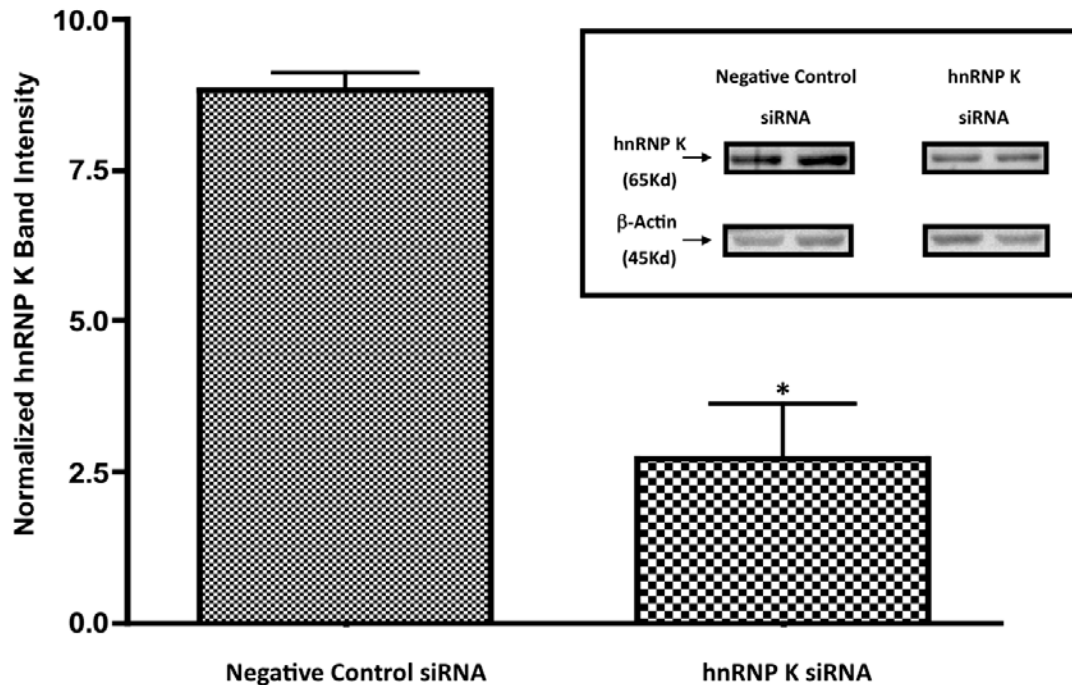 Normalized hnRNP K Band Intensity
10.0
7.5
5.0
2.5
0.0
*
Negative Control siRNA
hnRNP K siRNA
Negative Control
siRNA
hnRNP K
siRNA
hnRNP K
(65Kd)
β-Actin
(45Kd)